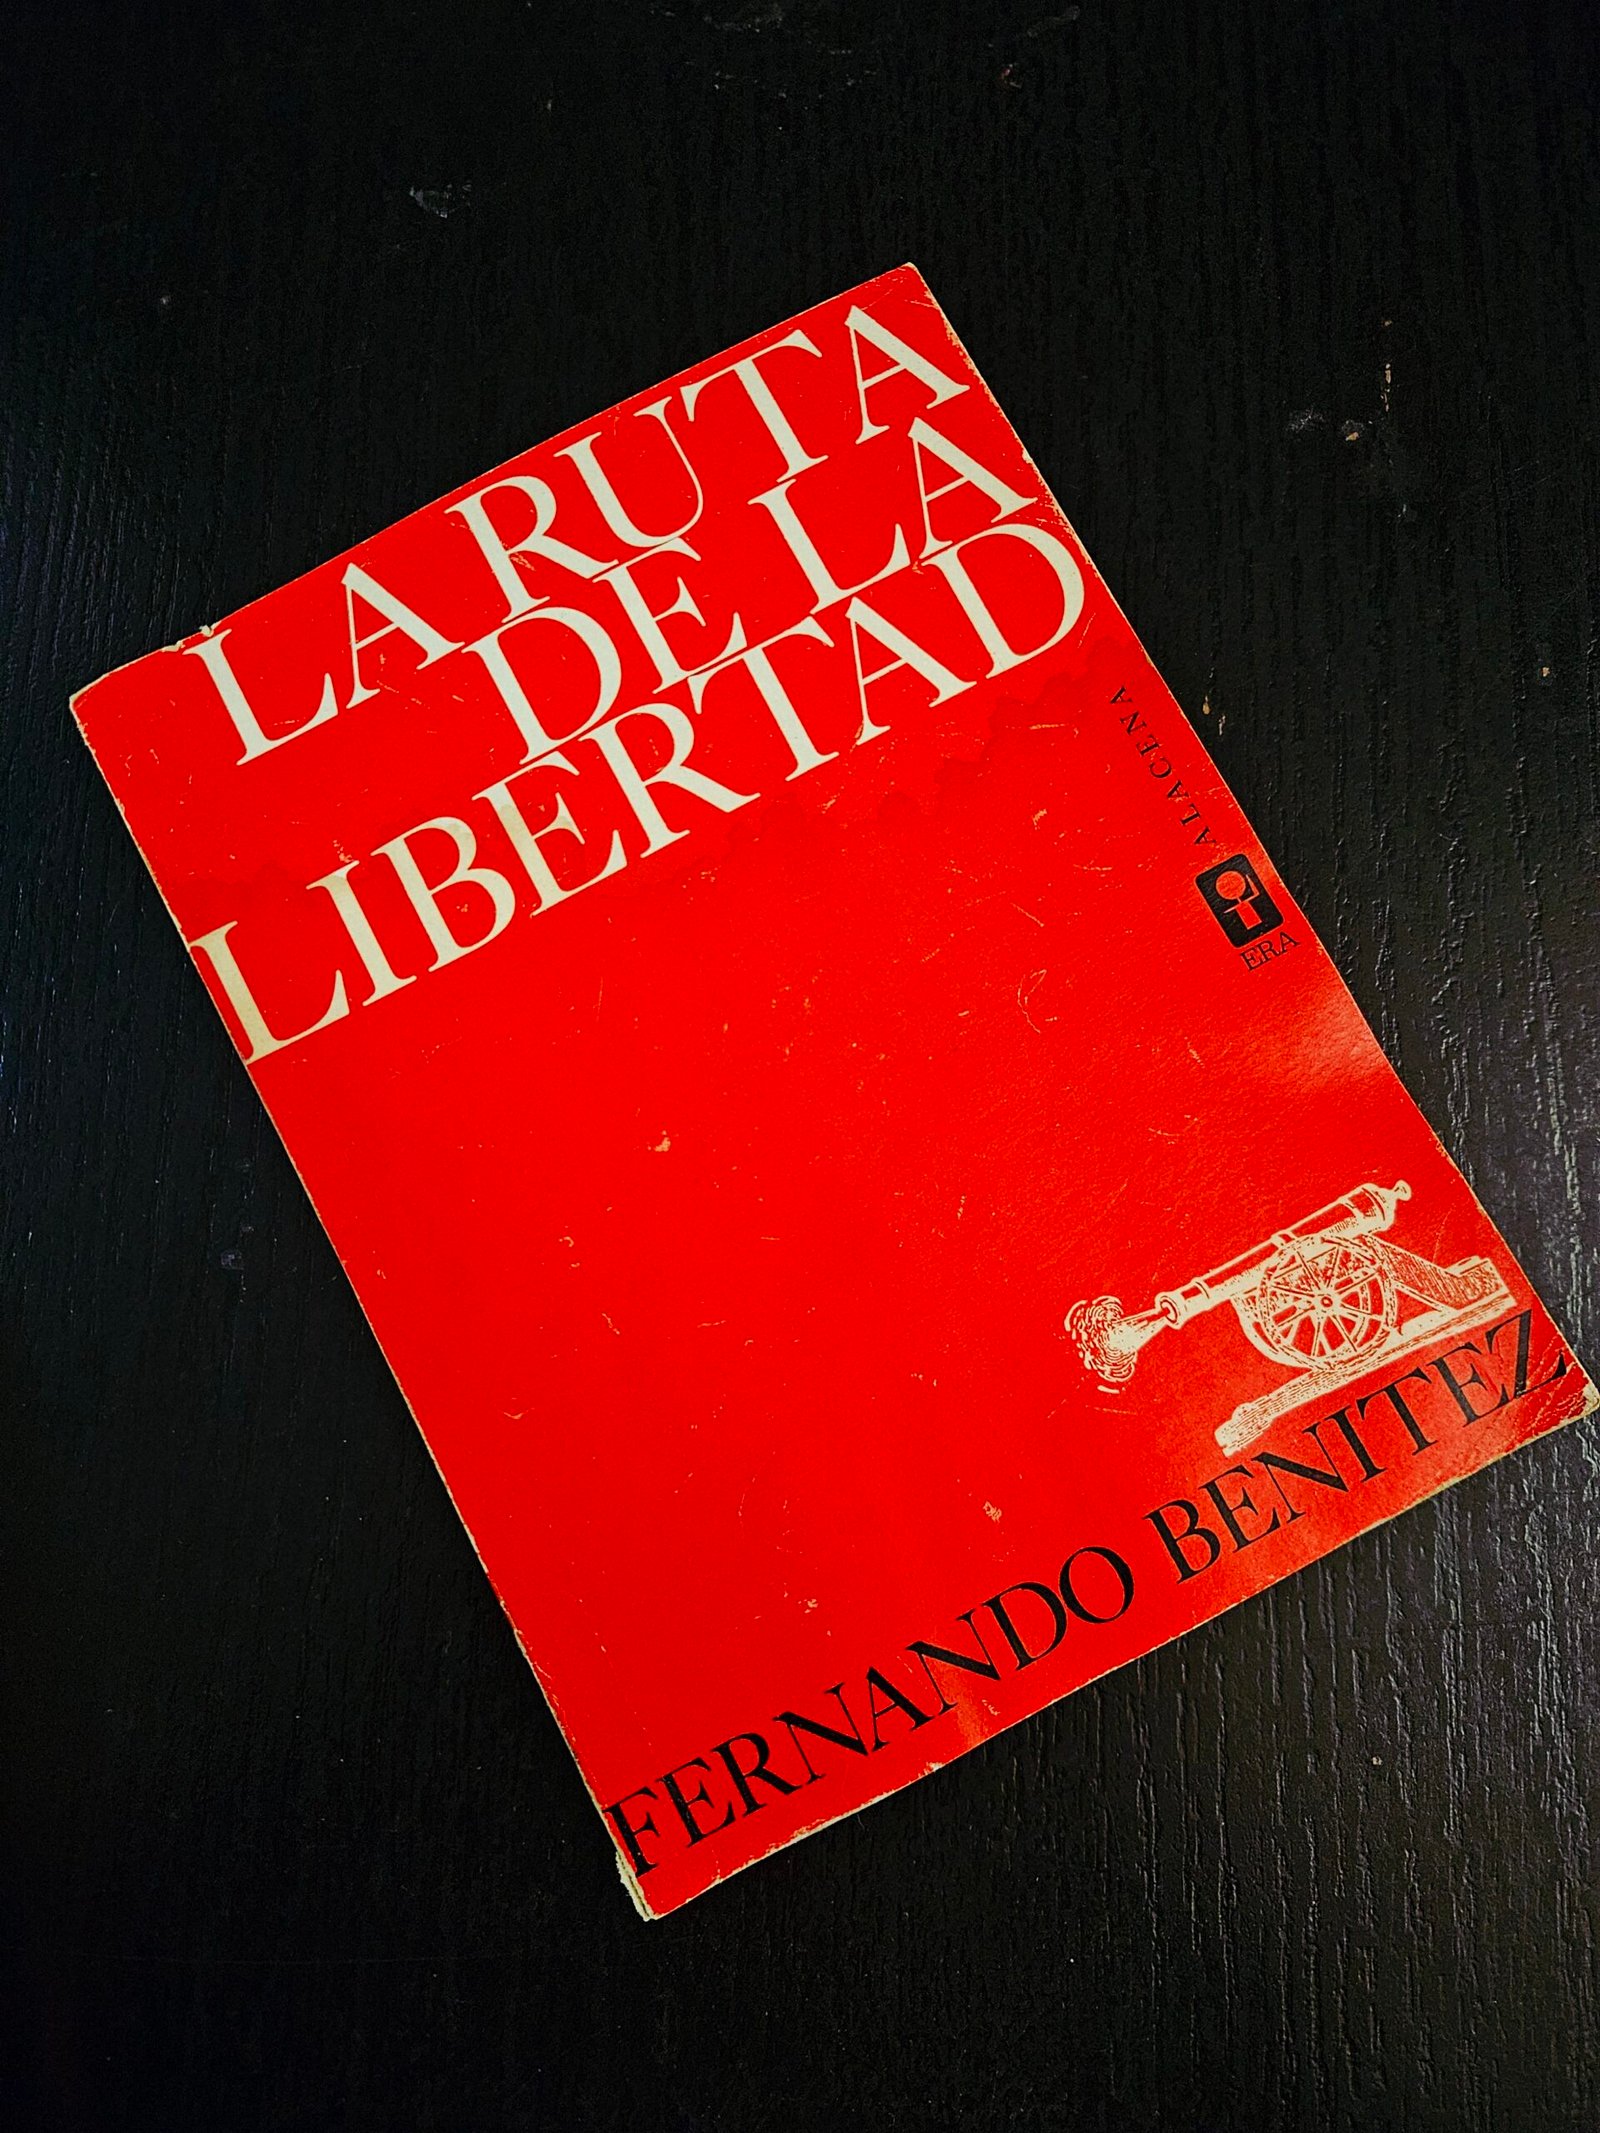 LA RUTA
DE LA
LIBERTAD
ALACENA
ERA
FERNANDO BENITEZ